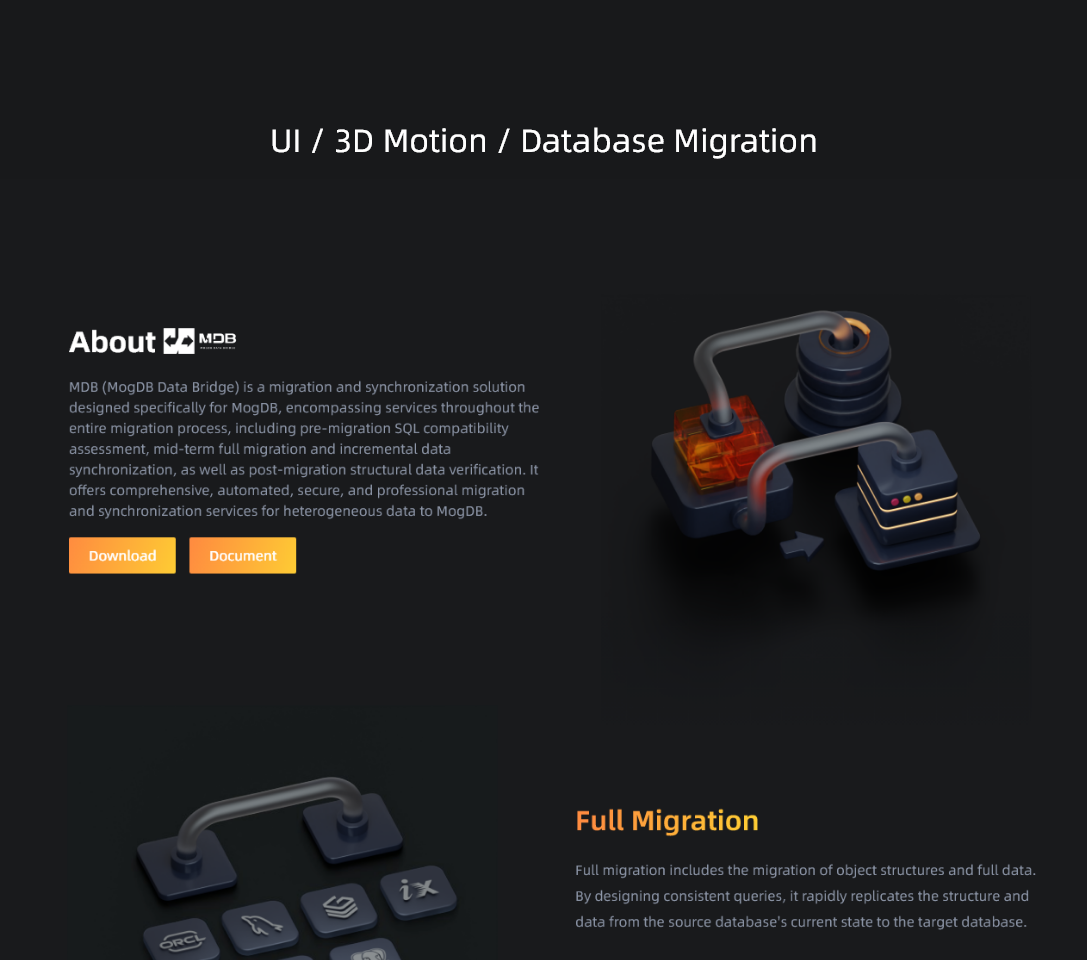 UI / 3D Motion / Database Migration
About MDB
MDB (MogDB Data Bridge) is a migration and synchronization solution
designed specifically for MogDB, encompassing services throughout the
entire migration process, including pre-migration SQL compatibility
assessment, mid-term full migration and incremental data
synchronization, as well as post-migration structural data verification. It
offers comprehensive, automated, secure, and professional migration
and synchronization services for heterogeneous data to MogDB.
Download Document
Full Migration
Full migration includes the migration of object structures and full data.
By designing consistent queries, it rapidly replicates the structure and
data from the source database's current state to the target database.
iX
ORCL